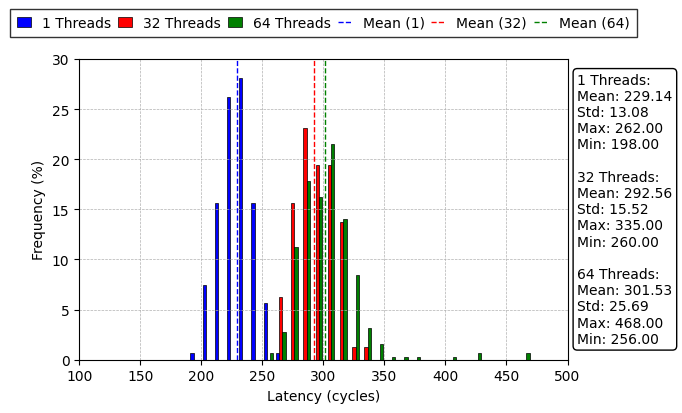 1 Threads 32 Threads 64 Threads Mean (1) Mean (32) Mean (64)
30
25
20
15
10
5
0
Frequency (%)
100 150 200 250 300 350 400 450 500
Latency (cycles)
1 Threads:
Mean: 229.14
Std: 13.08
Max: 262.00
Min: 198.00
32 Threads:
Mean: 292.56
Std: 15.52
Max: 335.00
Min: 260.00
64 Threads:
Mean: 301.53
Std: 25.69
Max: 468.00
Min: 256.00